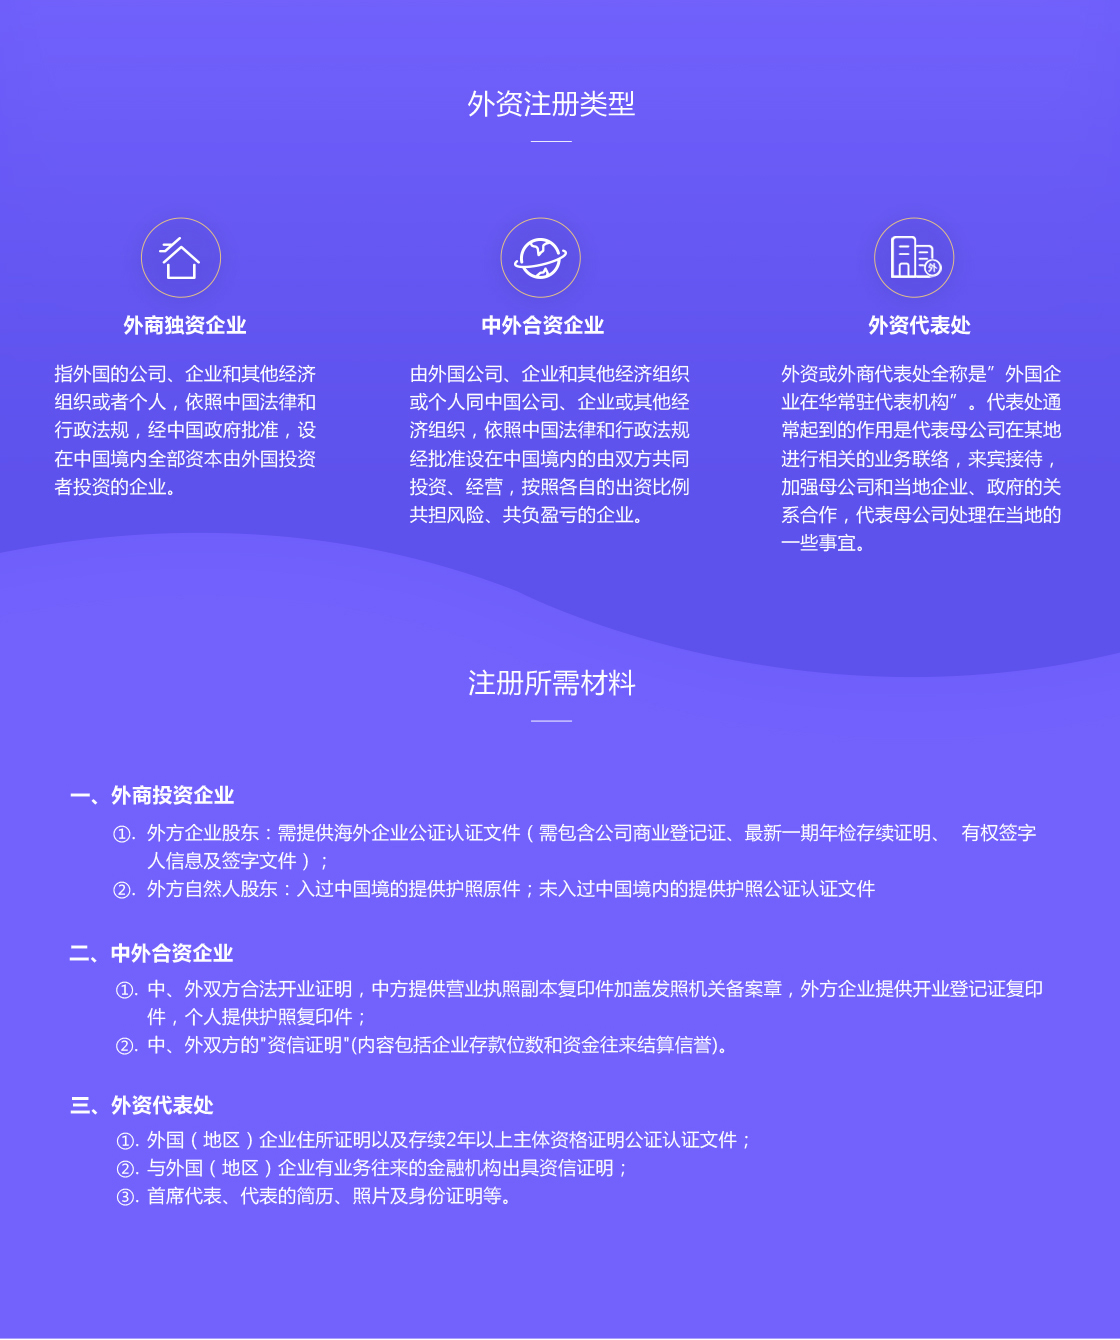 外资注册类型
外商独资企业
指外国的公司、企业和其他经济
组织或者个人，依照中国法律和
行政法规，经中国政府批准，设
在中国境内全部资本由外国投资
者投资的企业。
中外合资企业
由外国公司、企业和其他经济组织
或个人同中国公司、企业或其他经
济组织，依照中国法律和行政法规
经批准设在中国境内的由双方共同
投资、经营，按照各自的出资比例
共担风险、共负盈亏的企业。
外
外资代表处
外资或外商代表处全称是”外国企
业在华常驻代表机构”。代表处通
常起到的作用是代表母公司在某地
进行相关的业务联络，来宾接待，
加强母公司和当地企业、政府的关
系合作，代表母公司处理在当地的
一些事宜。
注册所需材料
一、外商投资企业
①. 外方企业股东：需提供海外企业公证认证文件（需包含公司商业登记证、最新一期年检存续证明、 有权签字
人信息及签字文件）；
②. 外方自然人股东：入过中国境的提供护照原件；未入过中国境内的提供护照公证认证文件
二、中外合资企业
①. 中、外双方合法开业证明，中方提供营业执照副本复印件加盖发照机关备案章，外方企业提供开业登记证复印
件，个人提供护照复印件；
②. 中、外双方的"资信证明"(内容包括企业存款位数和资金往来结算信誉)。
三、外资代表处
①. 外国（地区）企业住所证明以及存续2年以上主体资格证明公证认证文件；
②. 与外国（地区）企业有业务往来的金融机构出具资信证明；
③. 首席代表、代表的简历、照片及身份证明等。